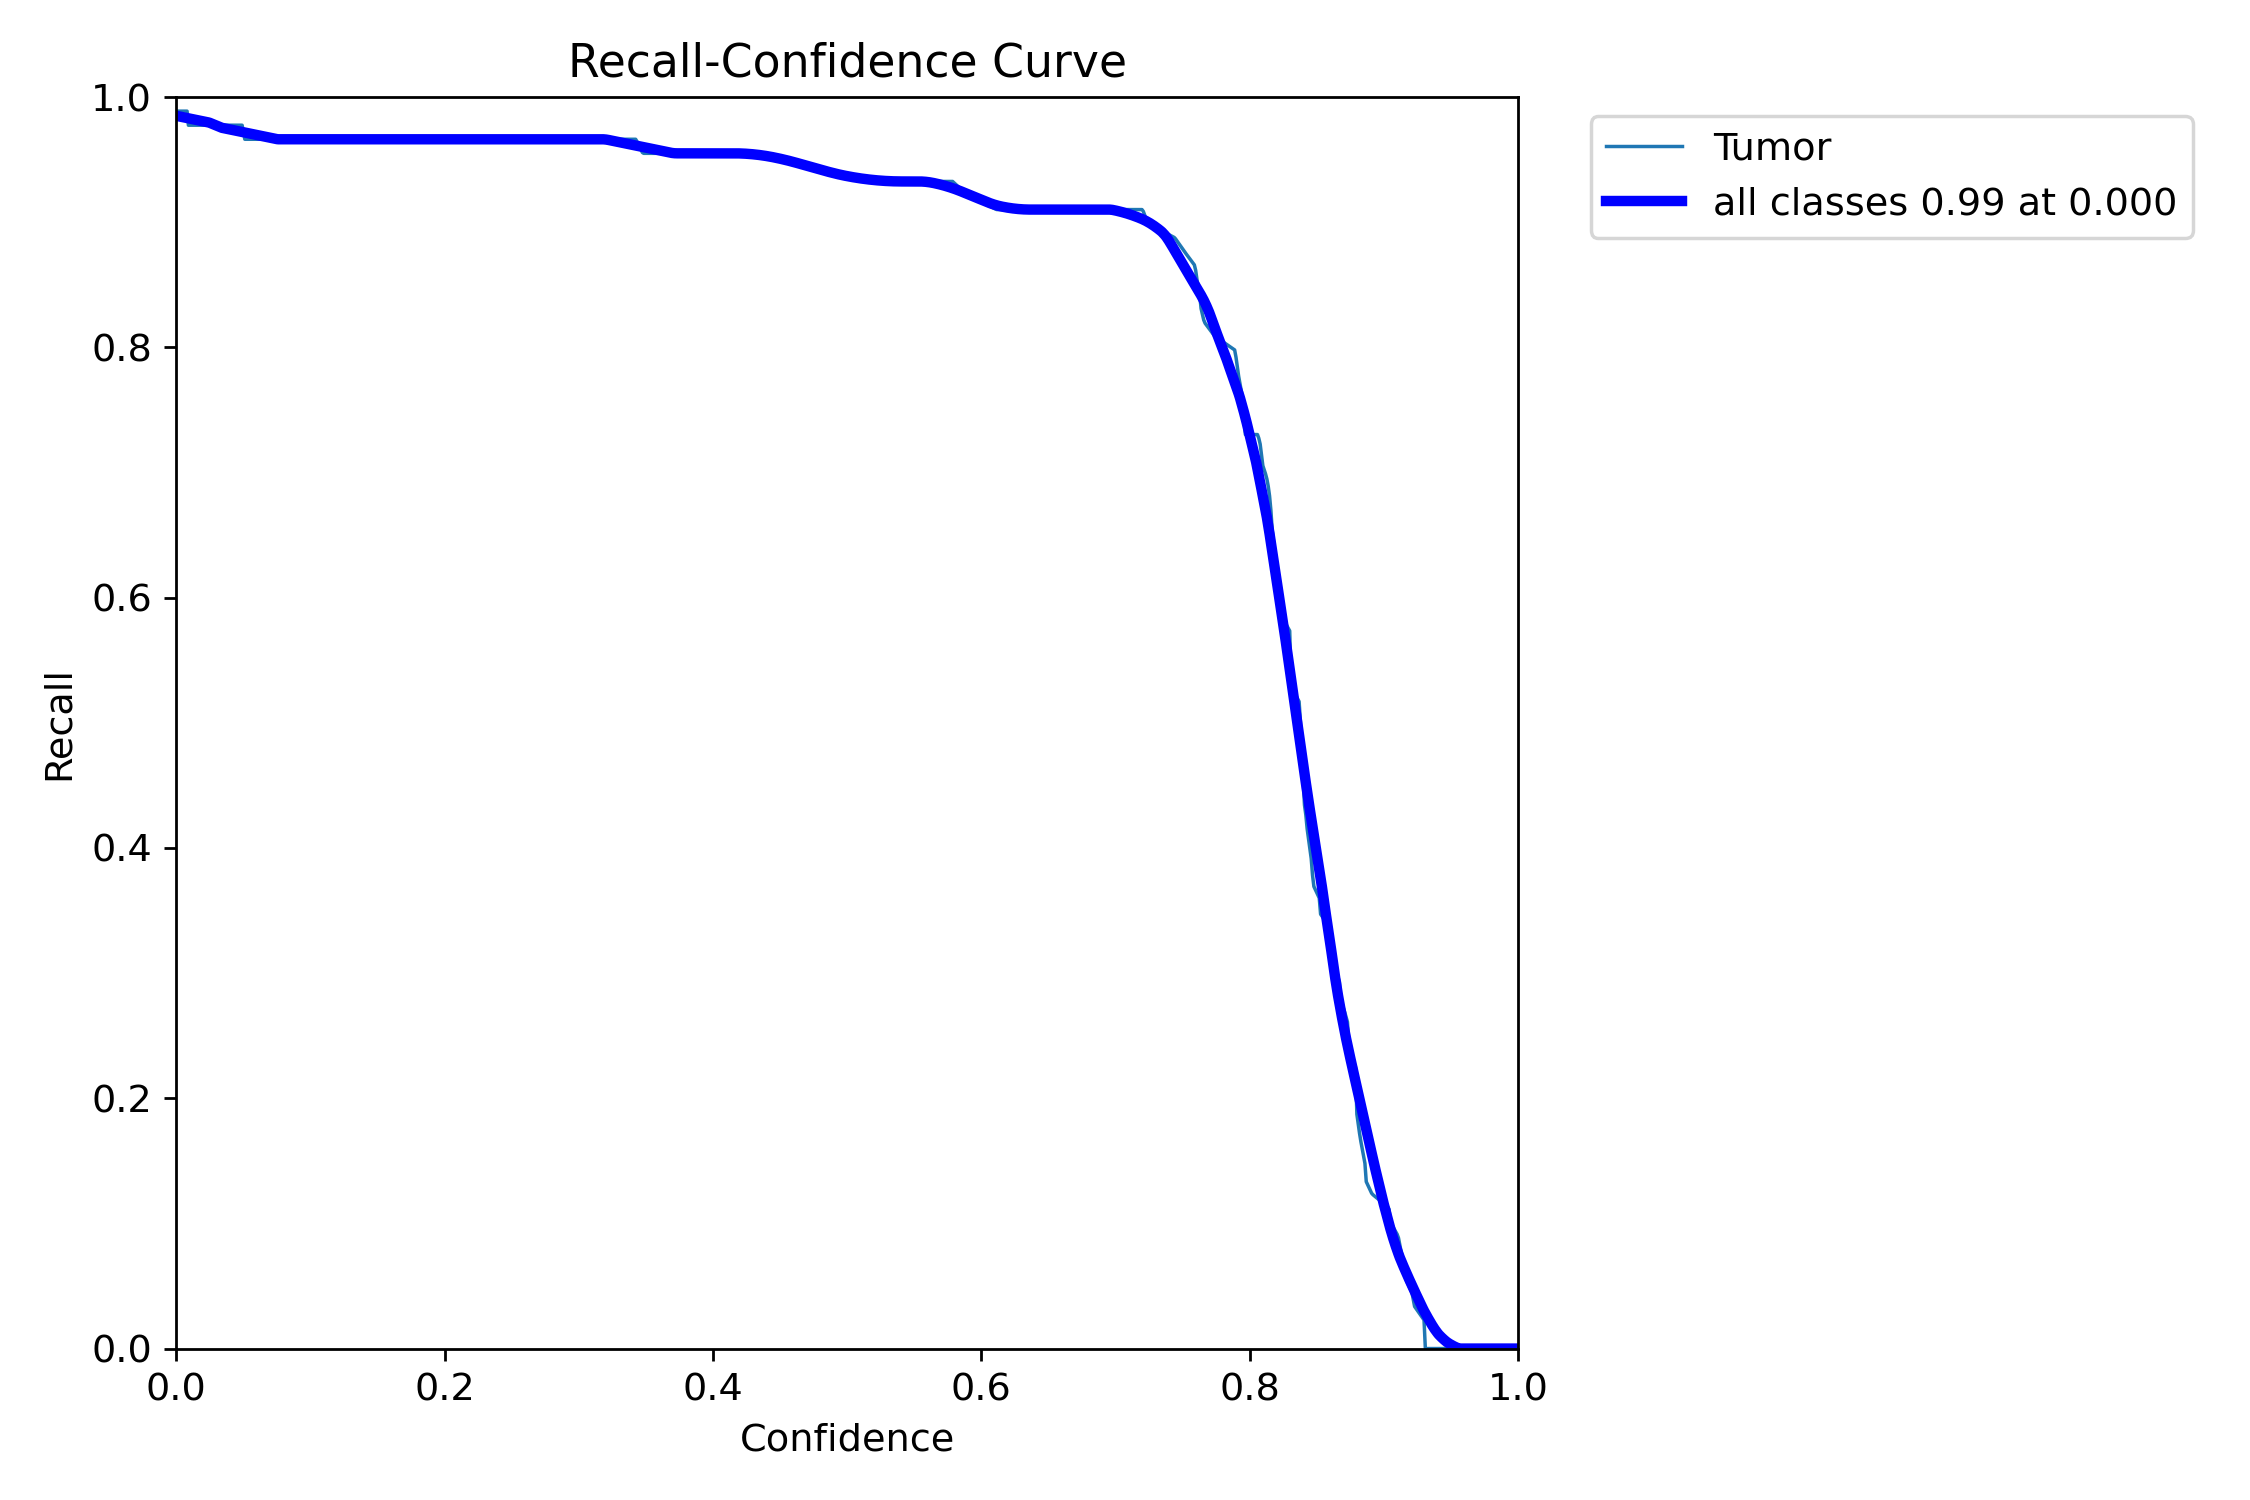 Recall-Confidence Curve
1.0
0.8
0.6
0.4
0.2
0.0
Recall
0.0 0.2 0.4 0.6 0.8 1.0
Confidence
Tumor
all classes 0.99 at 0.000